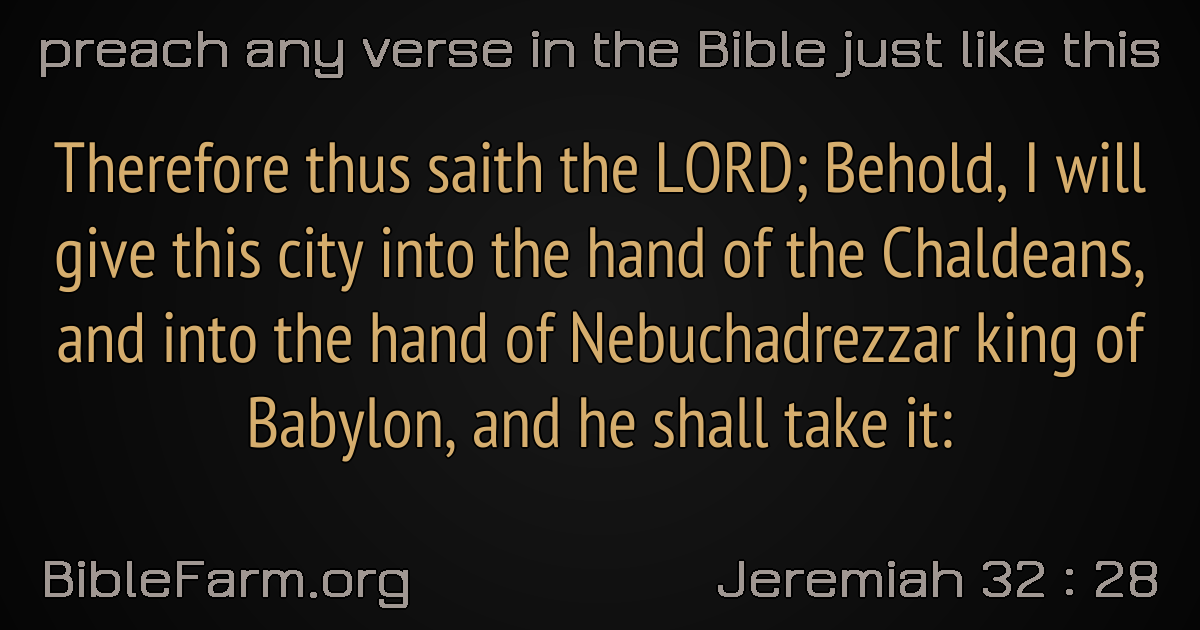 preach any verse in the Bible just like this
Therefore thus saith the LORD; Behold, I will
give this city into the hand of the Chaldeans,
and into the hand of Nebuchadrezzar king of
Babylon, and he shall take it:
BibleFarm.org
Jeremiah 32 : 28